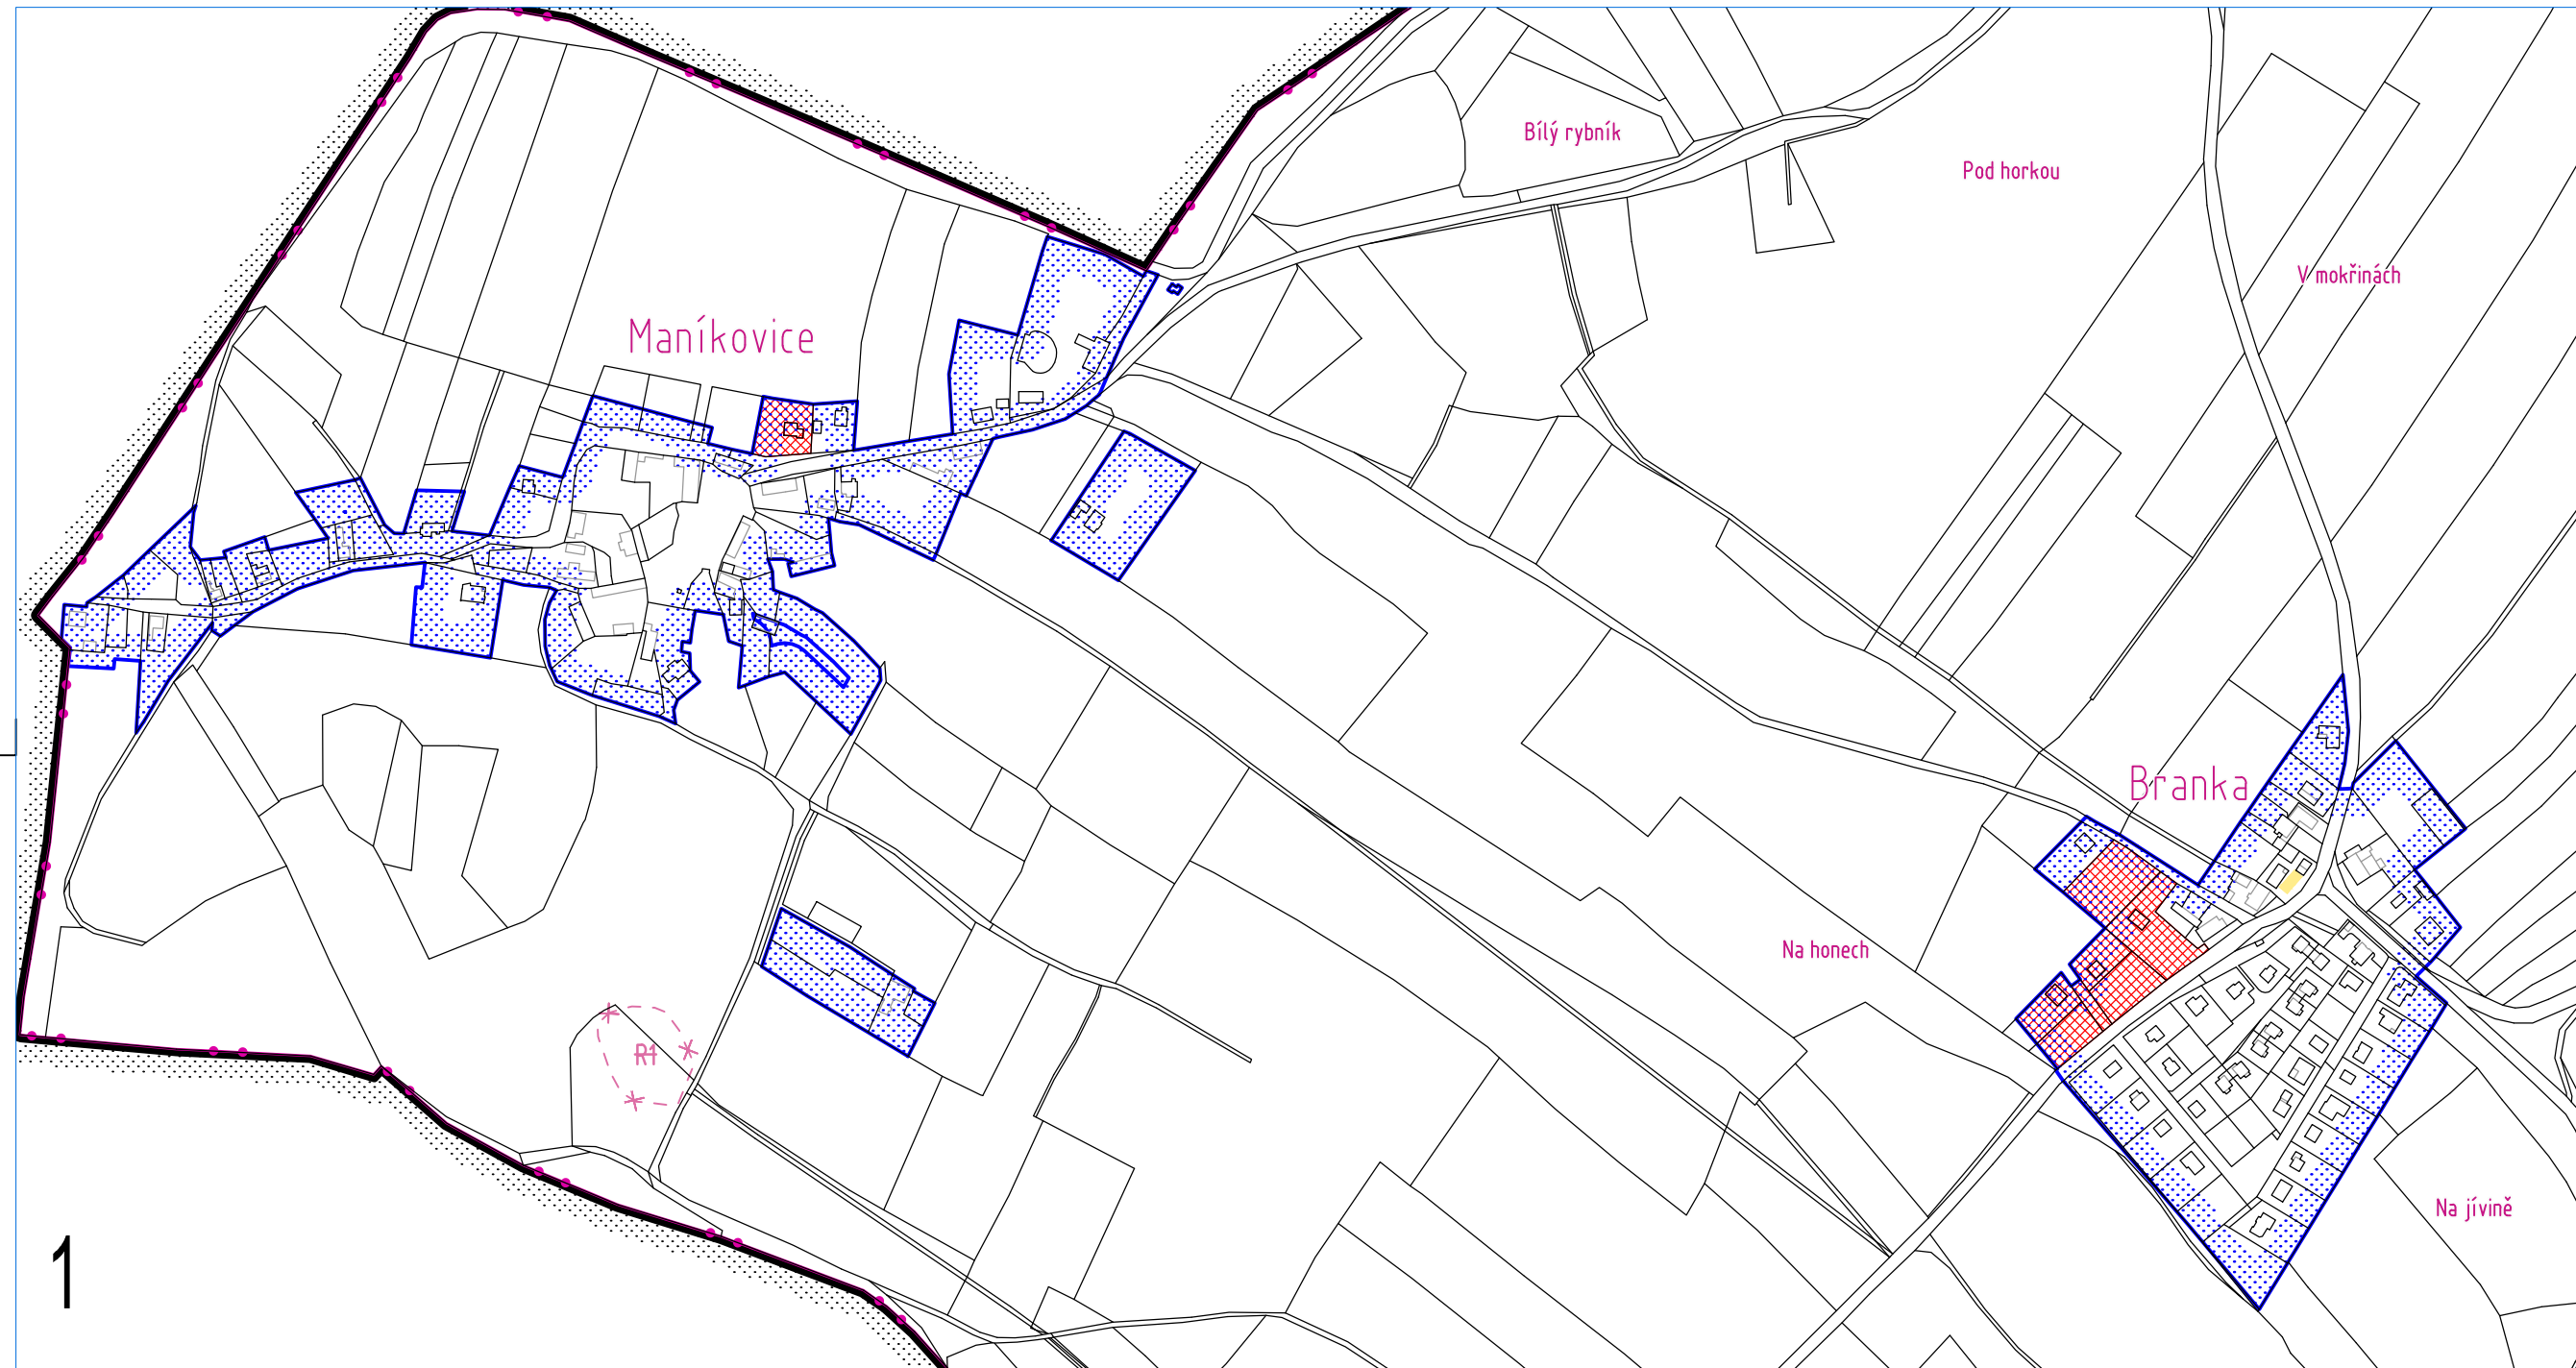 Bílý rybník
Pod horkou
V mokřinách
Maníkovice
Branka
Na honech
R1
Na jívině
1